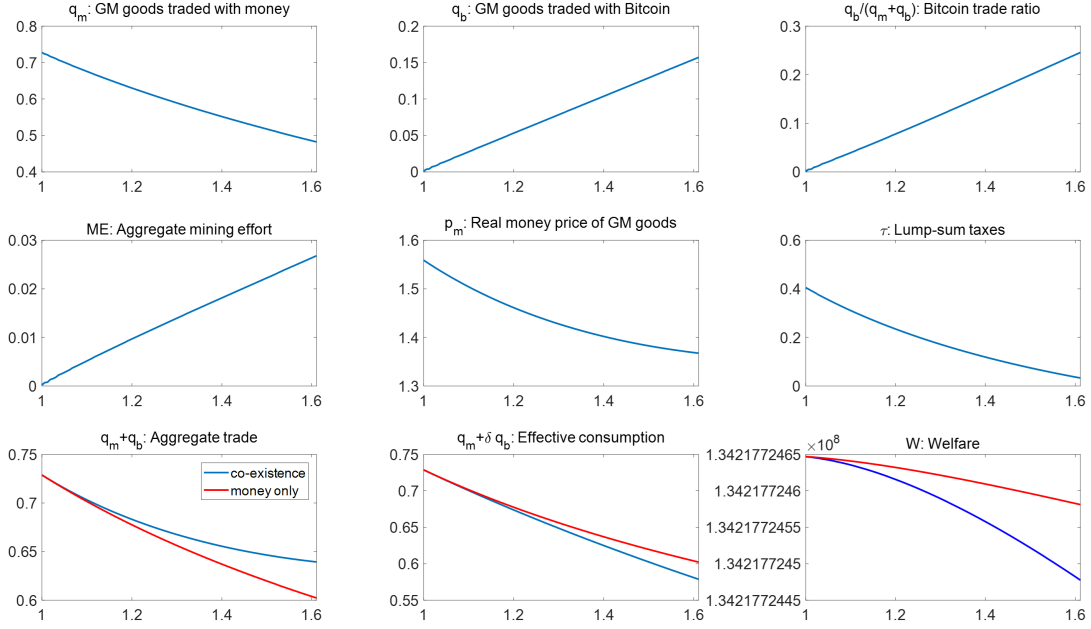 q_m: GM goods traded with money
0.8
0.7
0.6
0.5
0.4
1 1.2 1.4 1.6
q_b: GM goods traded with Bitcoin
0.2
0.15
0.1
0.05
0
1 1.2 1.4 1.6
q_b/(q_m+q_b): Bitcoin trade ratio
0.3
0.2
0.1
0
1 1.2 1.4 1.6
ME: Aggregate mining effort
0.03
0.02
0.01
0
1 1.2 1.4 1.6
p_m: Real money price of GM goods
1.6
1.5
1.4
1.3
1 1.2 1.4 1.6
τ: Lump-sum taxes
0.6
0.4
0.2
0
1 1.2 1.4 1.6
q_m+q_b: Aggregate trade
0.75
0.7
0.65
0.6
co-existence
money only
1 1.2 1.4 1.6
q_m+δ q_b: Effective consumption
0.75
0.7
0.65
0.6
0.55
1 1.2 1.4 1.6
W: Welfare
×10^8
1.3421772465
1.342177246
1.3421772455
1.342177245
1.3421772445
1 1.2 1.4 1.6